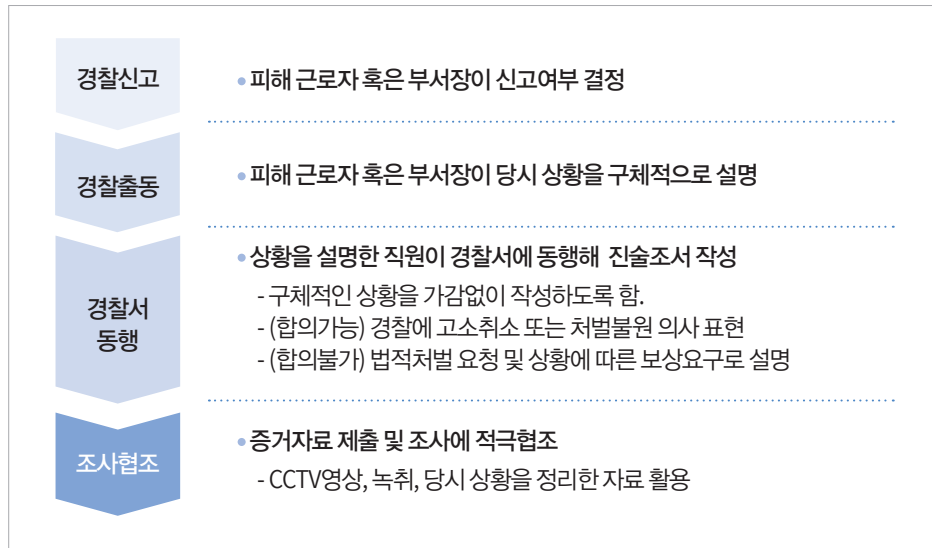 경찰신고
• 피해 근로자 혹은 부서장이 신고여부 결정
경찰출동
• 피해 근로자 혹은 부서장이 당시 상황을 구체적으로 설명
경찰서
동행
• 상황을 설명한 직원이 경찰서에 동행해 진술조서 작성
- 구체적인 상황을 가감없이 작성하도록 함.
- (합의가능) 경찰에 고소취소 또는 처벌불원 의사 표현
- (합의불가) 법적처벌 요청 및 상황에 따른 보상요구로 설명
조사협조
• 증거자료 제출 및 조사에 적극협조
- CCTV영상, 녹취, 당시 상황을 정리한 자료 활용